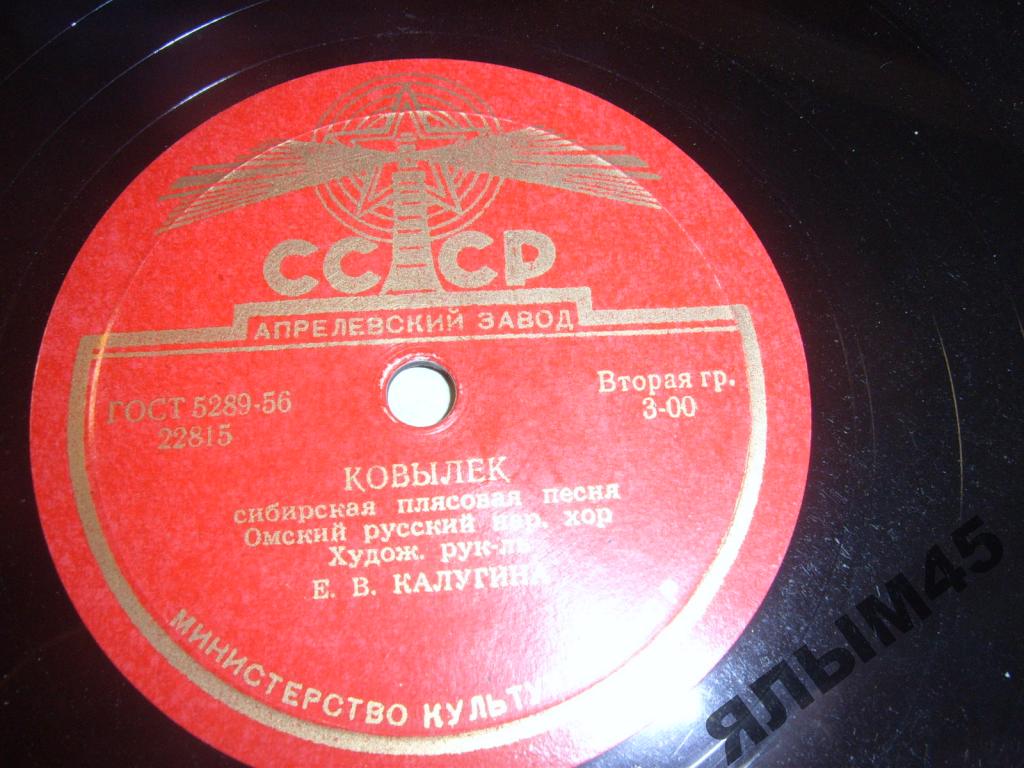 СССР
АПРЕЛЕВСКИЙ ЗАВОД
ГОСТ 5289-56
22815
Вторая гр.
3-00
КОВЫЛЕК
сибирская плясовая песня
Омский русский нар. хор
Худож. рук-ль
Е. В. КАЛУГИНА
МИНИСТЕРСТВО
ЯЛЫМ45